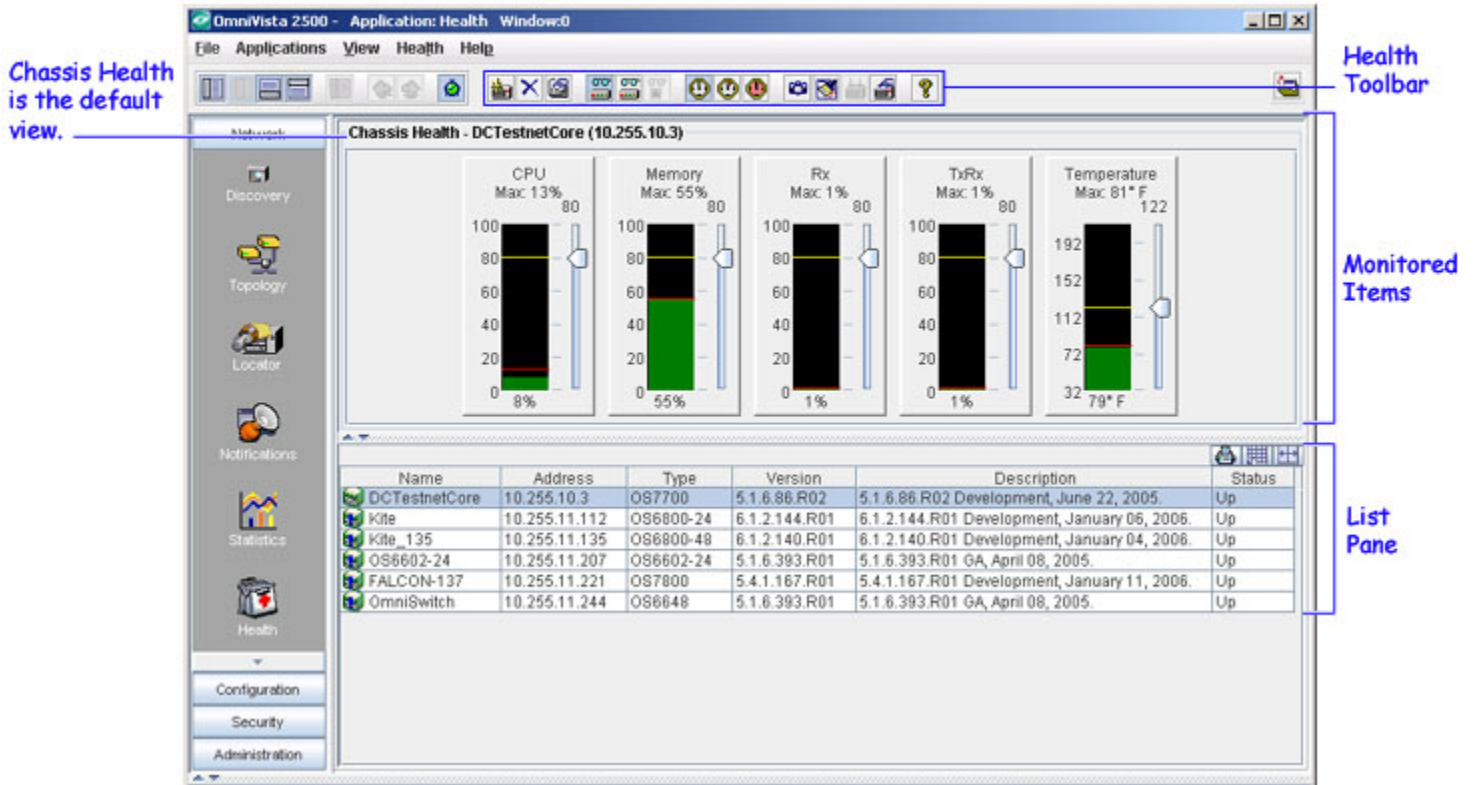 OmniVista 2500 - Application: Health Window:0
File Applications View Health Help
Chassis Health
is the default
view.
Health
Toolbar
Network
Discovery
Topology
Locator
Notifications
Statistics
Health
Configuration
Security
Administration
Chassis Health - DCTestnetCore (10.255.10.3)
CPU
Max: 13%
80
100
80
60
40
20
0
8%
Memory
Max: 55%
80
100
80
60
40
20
0
55%
Rx
Max: 1%
80
100
80
60
40
20
0
1%
TxRx
Max: 1%
80
100
80
60
40
20
0
1%
Temperature
Max: 81° F
122
192
152
112
72
32
79° F
Monitored
Items
Name Address Type Version Description Status
DCTestnetCore 10.255.10.3 OS7700 5.1.6.86.R02 5.1.6.86.R02 Development, June 22, 2005. Up
Kite 10.255.11.112 OS6800-24 6.1.2.144.R01 6.1.2.144.R01 Development, January 06, 2006. Up
Kite_135 10.255.11.135 OS6800-48 6.1.2.140.R01 6.1.2.140.R01 Development, January 04, 2006. Up
OS6602-24 10.255.11.207 OS6602-24 5.1.6.393.R01 5.1.6.393.R01 GA, April 08, 2005. Up
FALCON-137 10.255.11.221 OS7800 5.4.1.167.R01 5.4.1.167.R01 Development, January 11, 2006. Up
OmniSwitch 10.255.11.244 OS6648 5.1.6.393.R01 5.1.6.393.R01 GA, April 08, 2005. Up
List
Pane